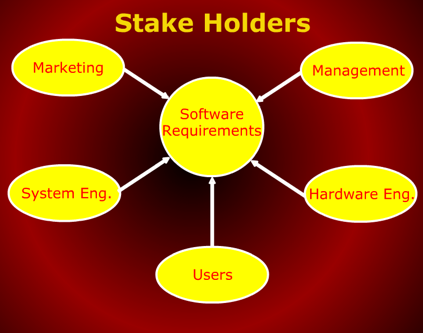 Stake Holders
Marketing
Management
Software
Requirements
System Eng.
Hardware Eng.
Users